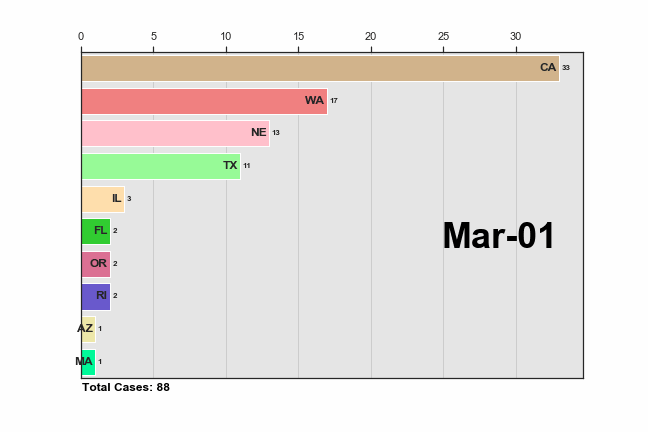 0 5 10 15 20 25 30
CA 33
WA 17
NE 13
TX 11
IL 3
FL 2
Mar-01
OR 2
RI 2
AZ 1
MA 1
Total Cases: 88